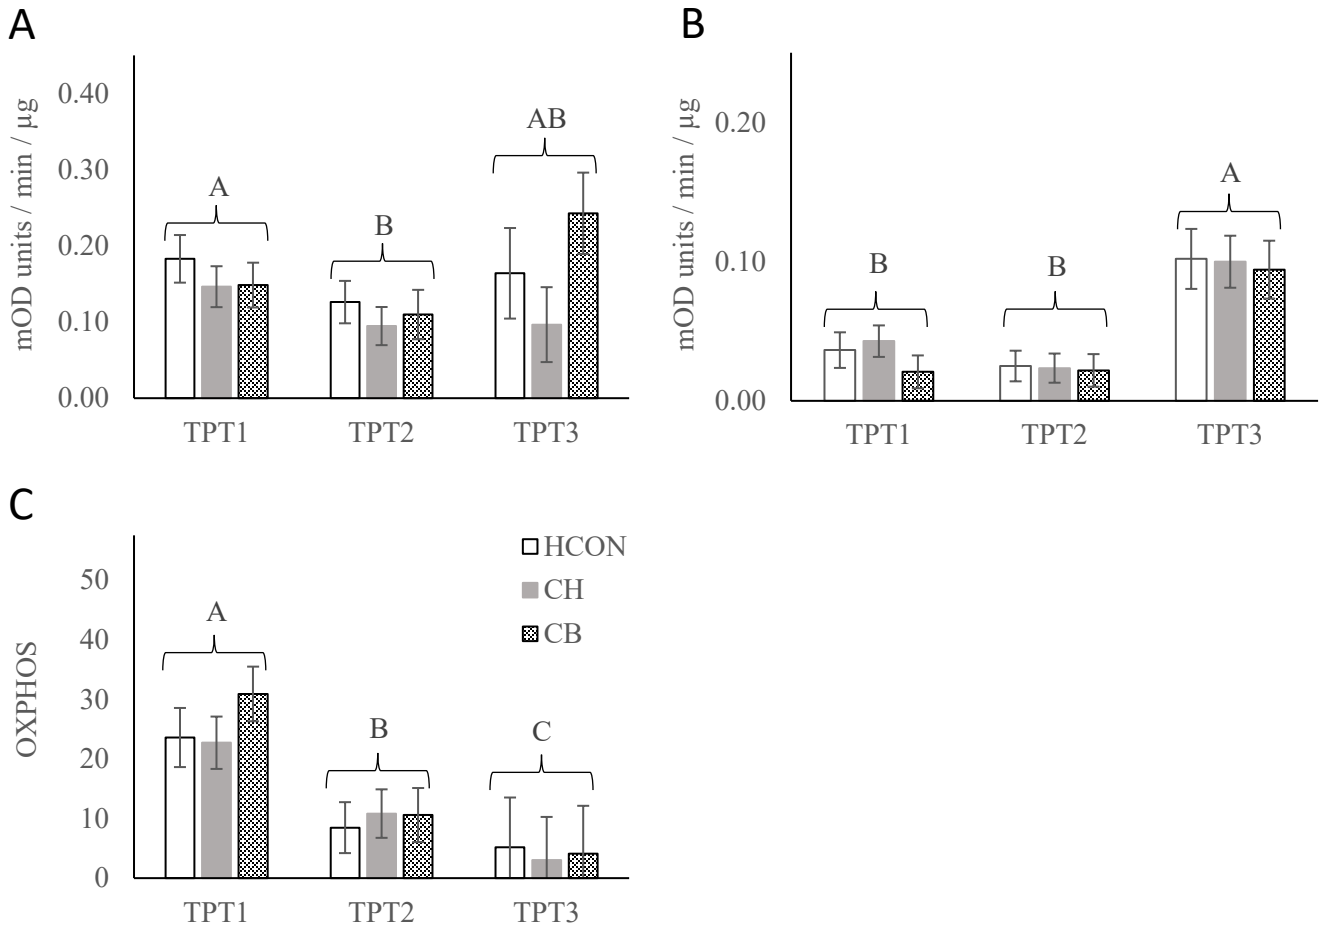 A
mOD units / min / μg
0.40
0.30
0.20
0.10
0.00
A
B
AB
TPT1 TPT2 TPT3
B
mOD units / min / μg
0.20
0.10
0.00
B
B
A
TPT1 TPT2 TPT3
C
OXPHOS
50
40
30
20
10
0
A
B
C
HCON
CH
CB
TPT1 TPT2 TPT3